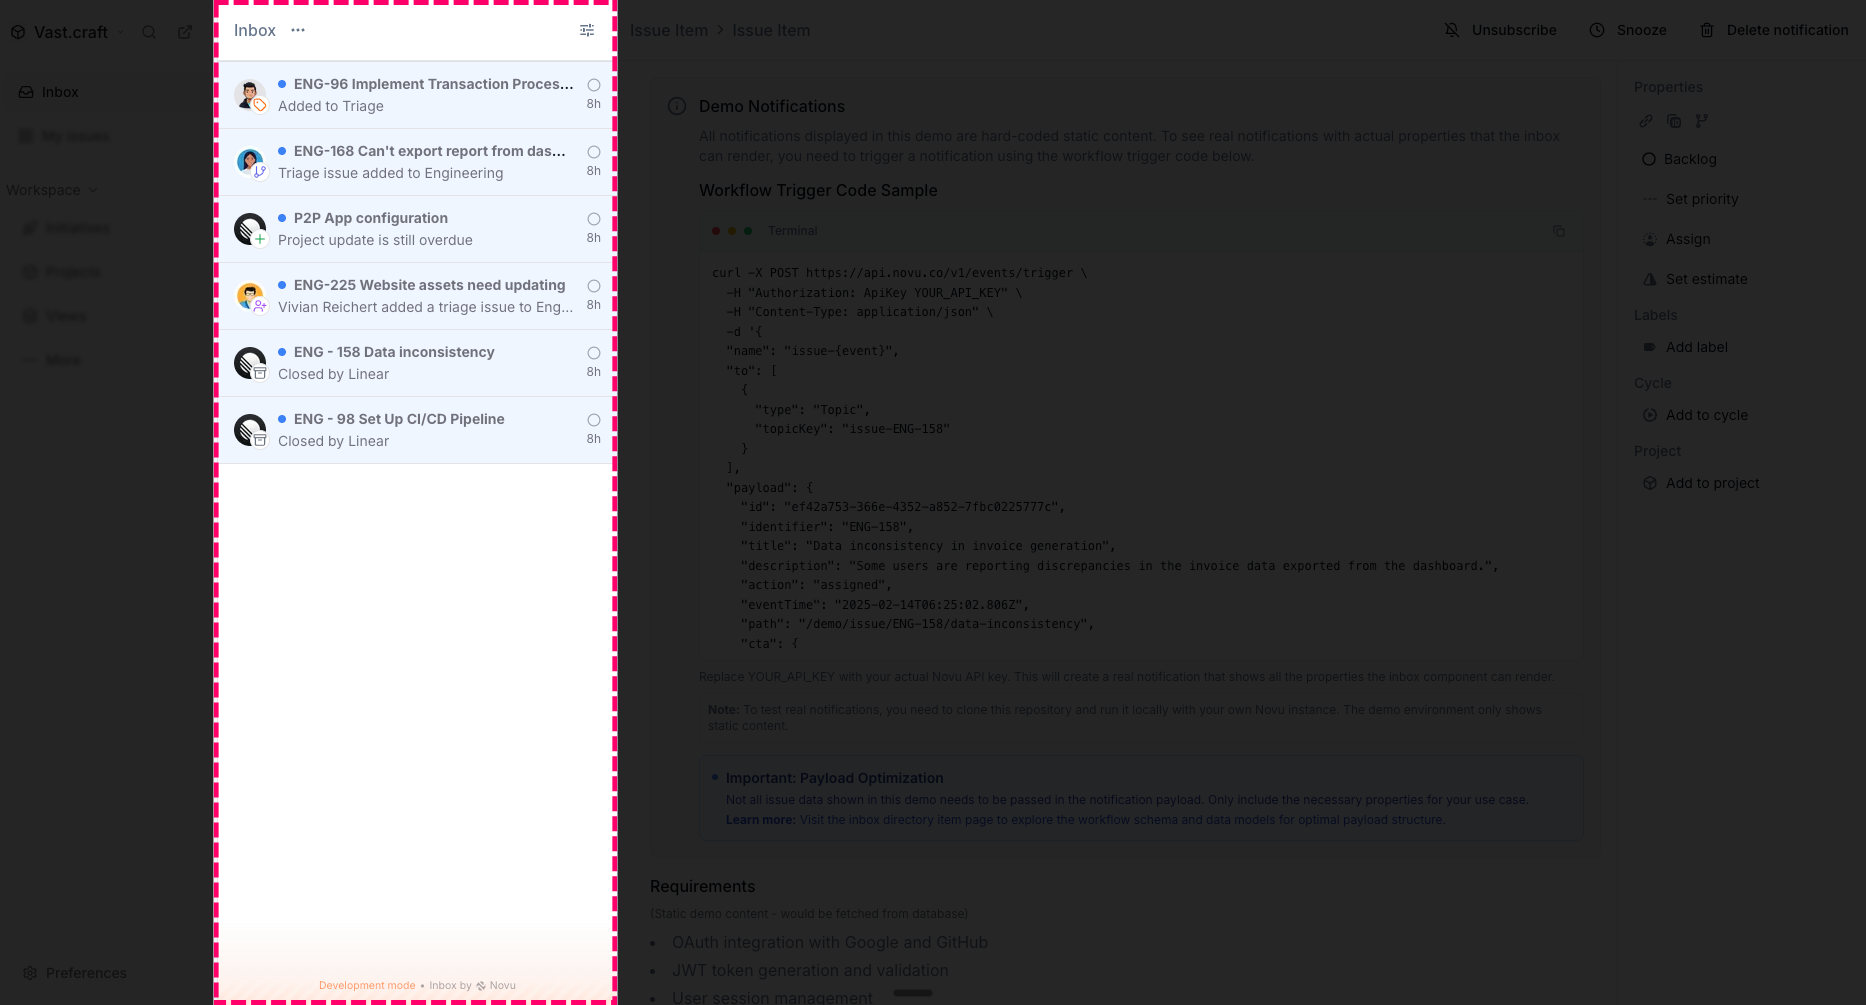 Vast.craft
Inbox
My Issues
Workspace
Initiatives
Projects
Views
More
Preferences
Inbox
ENG-96 Implement Transaction Proces...
Added to Triage
8h
ENG-168 Can't export report from das...
Triage issue added to Engineering
8h
P2P App configuration
Project update is still overdue
8h
ENG-225 Website assets need updating
Vivian Reichert added a triage issue to Eng...
8h
ENG - 158 Data inconsistency
Closed by Linear
8h
ENG - 98 Set Up CI/CD Pipeline
Closed by Linear
8h
Development mode • Inbox by Novu
Issue Item > Issue Item
Unsubscribe
Snooze
Delete notification
Demo Notifications
All notifications displayed in this demo are hard-coded static content. To see real notifications with actual properties that the inbox
can render, you need to trigger a notification using the workflow trigger code below.
Workflow Trigger Code Sample
Terminal
curl -X POST https://api.novu.co/v1/events/trigger \
-H "Authorization: ApiKey YOUR_API_KEY" \
-H "Content-Type: application/json" \
-d '{
"name": "issue-{event}",
"to": [
{
"type": "Topic",
"topicKey": "issue-ENG-158"
}
],
"payload": {
"id": "ef42a753-366e-4352-a852-7fbc0225777c",
"identifier": "ENG-158",
"title": "Data inconsistency in invoice generation",
"description": "Some users are reporting discrepancies in the invoice data exported from the dashboard.",
"action": "assigned",
"eventTime": "2025-02-14T06:25:02.806Z",
"path": "/demo/issue/ENG-158/data-inconsistency",
"cta": {
Replace YOUR_API_KEY with your actual Novu API key. This will create a real notification that shows all the properties the inbox component can render.
Note: To test real notifications, you need to clone this repository and run it locally with your own Novu instance. The demo environment only shows
static content.
Important: Payload Optimization
Not all issue data shown in this demo needs to be passed in the notification payload. Only include the necessary properties for your use case.
Learn more: Visit the inbox directory item page to explore the workflow schema and data models for optimal payload structure.
Requirements
(Static demo content - would be fetched from database)
• OAuth integration with Google and GitHub
• JWT token generation and validation
• User session management
Properties
Backlog
Set priority
Assign
Set estimate
Labels
Add label
Cycle
Add to cycle
Project
Add to project